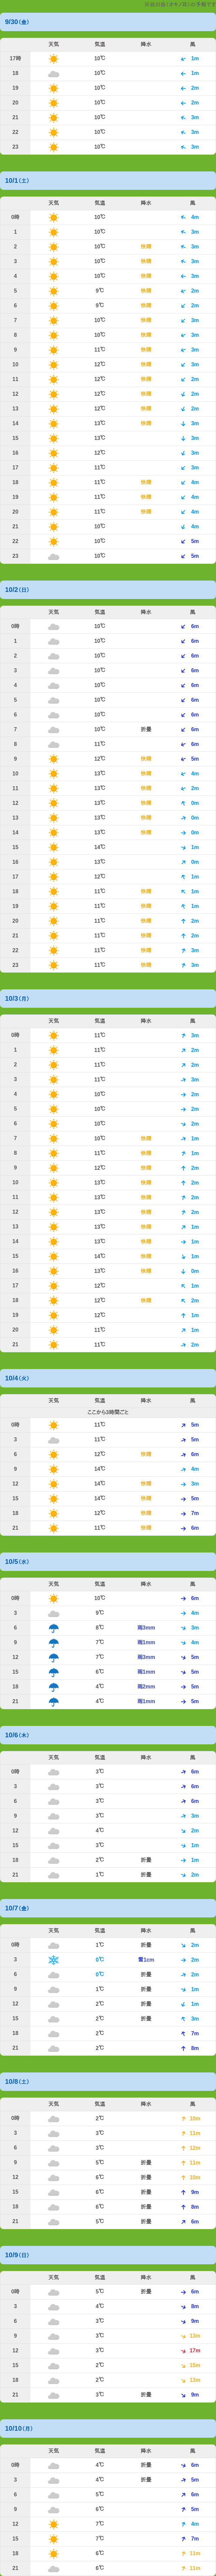 9/30(金)
天気 気温 降水 風
17時 10℃ 1m
18 10℃ 1m
19 10℃ 2m
20 10℃ 2m
21 10℃ 3m
22 10℃ 3m
23 10℃ 3m
10/1(土)
天気 気温 降水 風
0時 10℃ 4m
1 10℃ 3m
2 10℃ 快晴 3m
3 10℃ 快晴 3m
4 10℃ 快晴 3m
5 9℃ 快晴 2m
6 9℃ 快晴 2m
7 10℃ 快晴 3m
8 10℃ 快晴 3m
9 11℃ 快晴 3m
10 12℃ 快晴 3m
11 12℃ 快晴 2m
12 12℃ 快晴 2m
13 12℃ 快晴 2m
14 13℃ 快晴 3m
15 13℃ 3m
16 12℃ 3m
17 11℃ 3m
18 11℃ 快晴 4m
19 11℃ 快晴 4m
20 11℃ 快晴 4m
21 10℃ 4m
22 10℃ 5m
23 10℃ 5m
10/2(日)
天気 気温 降水 風
0時 10℃ 6m
1 10℃ 6m
2 10℃ 6m
3 10℃ 6m
4 10℃ 6m
5 10℃ 6m
6 10℃ 6m
7 10℃ 折畳 6m
8 11℃ 6m
9 12℃ 快晴 5m
10 13℃ 快晴 4m
11 13℃ 快晴 2m
12 13℃ 快晴 0m
13 13℃ 快晴 0m
14 13℃ 快晴 0m
15 14℃ 1m
16 13℃ 0m
17 12℃ 1m
18 11℃ 快晴 1m
19 11℃ 快晴 1m
20 11℃ 快晴 2m
21 11℃ 快晴 2m
22 11℃ 快晴 3m
23 11℃ 快晴 3m
10/3(月)
天気 気温 降水 風
0時 11℃ 3m
1 11℃ 2m
2 11℃ 2m
3 11℃ 3m
4 10℃ 2m
5 10℃ 2m
6 10℃ 2m
7 10℃ 快晴 1m
8 11℃ 快晴 1m
9 12℃ 快晴 2m
10 13℃ 快晴 2m
11 13℃ 快晴 2m
12 13℃ 快晴 2m
13 13℃ 快晴 1m
14 13℃ 快晴 1m
15 14℃ 快晴 1m
16 13℃ 快晴 0m
17 12℃ 1m
18 12℃ 快晴 2m
19 12℃ 1m
20 11℃ 1m
21 11℃ 2m
10/4(火)
天気 気温 降水 風
ここから3時間ごと
0時 11℃ 5m
3 11℃ 5m
6 12℃ 快晴 6m
9 14℃ 4m
12 14℃ 快晴 3m
15 14℃ 快晴 5m
18 12℃ 快晴 7m
21 11℃ 快晴 6m
10/5(水)
天気 気温 降水 風
0時 10℃ 6m
3 9℃ 4m
6 8℃ 雨3mm 3m
9 7℃ 雨1mm 4m
12 7℃ 雨3mm 5m
15 6℃ 雨1mm 5m
18 4℃ 雨2mm 5m
21 4℃ 雨1mm 5m
10/6(木)
天気 気温 降水 風
0時 3℃ 6m
3 3℃ 6m
6 3℃ 6m
9 3℃ 3m
12 4℃ 2m
15 3℃ 1m
18 2℃ 折畳 1m
21 1℃ 折畳 2m
10/7(金)
天気 気温 降水 風
0時 1℃ 折畳 2m
3 0℃ 雪1cm 2m
6 0℃ 折畳 2m
9 1℃ 折畳 1m
12 2℃ 折畳 1m
15 2℃ 折畳 3m
18 2℃ 7m
21 2℃ 8m
10/8(土)
天気 気温 降水 風
0時 2℃ 10m
3 3℃ 11m
6 3℃ 12m
9 5℃ 折畳 11m
12 6℃ 折畳 10m
15 6℃ 折畳 9m
18 6℃ 折畳 8m
21 5℃ 折畳 6m
10/9(日)
天気 気温 降水 風
0時 5℃ 折畳 6m
3 4℃ 8m
6 3℃ 9m
9 3℃ 13m
12 3℃ 17m
15 2℃ 15m
18 2℃ 13m
21 3℃ 折畳 9m
10/10(月)
天気 気温 降水 風
0時 4℃ 折畳 6m
3 4℃ 折畳 5m
6 5℃ 6m
9 6℃ 5m
12 7℃ 4m
15 7℃ 7m
18 6℃ 11m
21 6℃ 11m